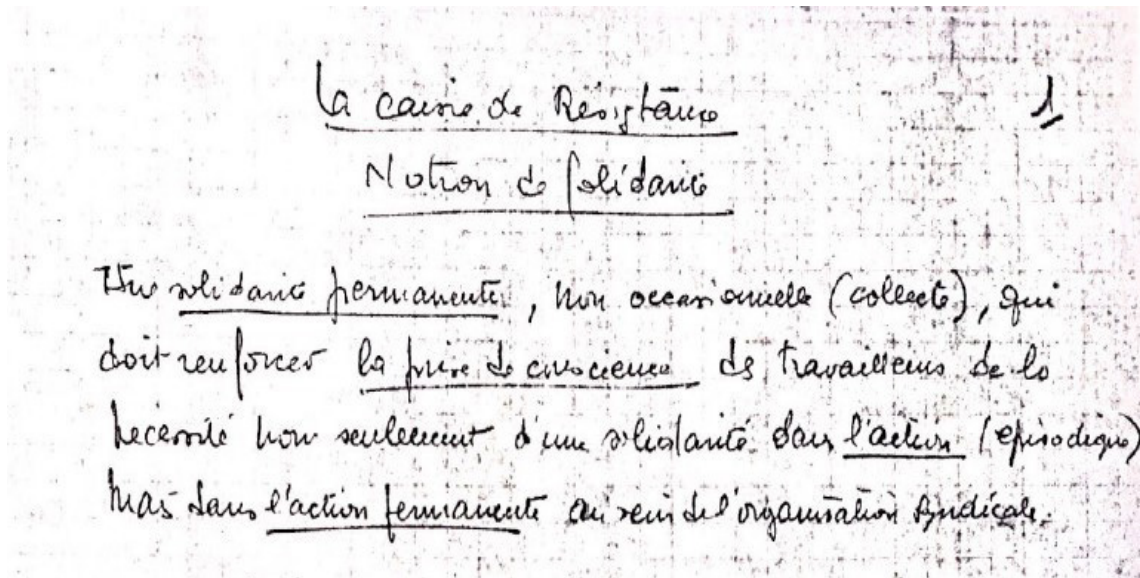 La caisse de Résistance
1
Notion de Solidarité
Une solidarité permanente, non occasionnelle (collecte), qui
doit renforcer la prise de conscience des travailleurs de la
nécessité non seulement d'une solidarité dans l'action (épisodique)
mais dans l'action permanente au sein de l'organisation syndicale.